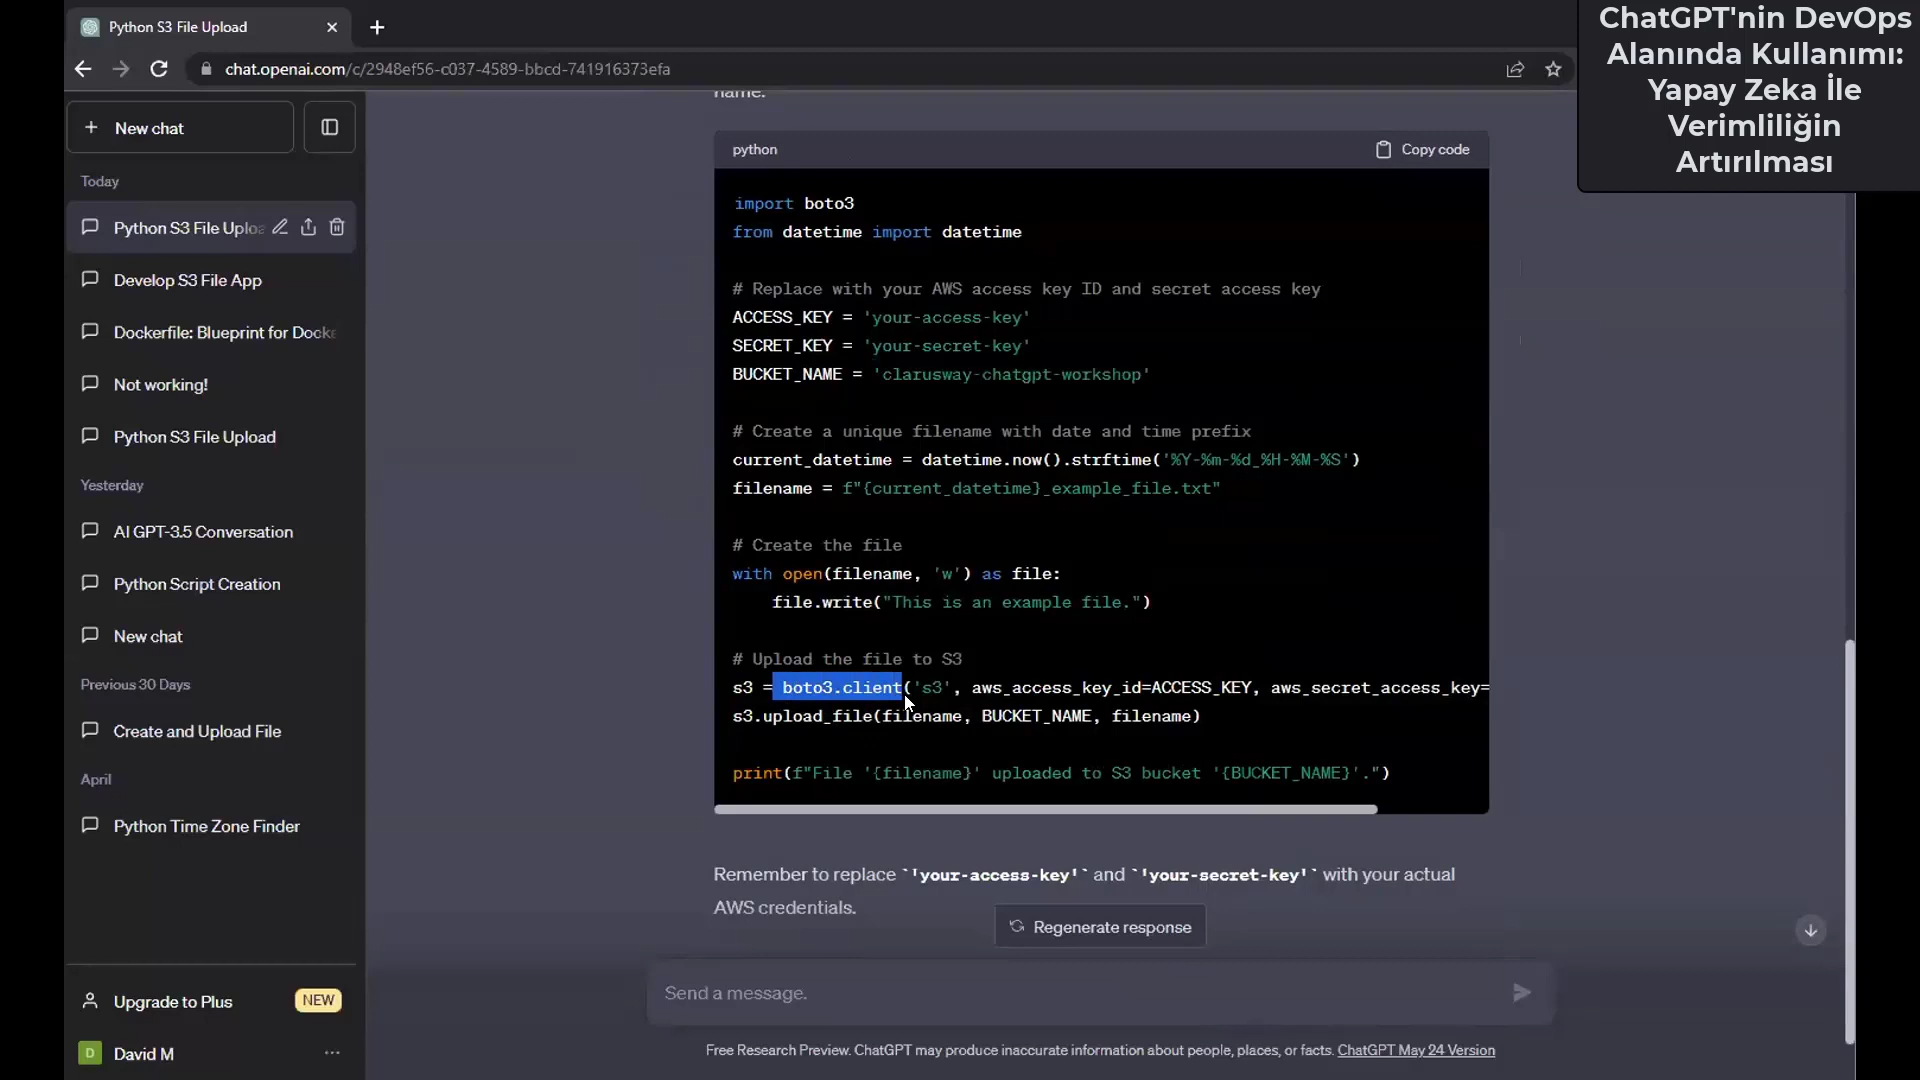 Python S3 File Upload
chat.openai.com/c/2948ef56-c037-4589-bbcd-741916373efa
ChatGPT'nin DevOps
Alanında Kullanımı:
Yapay Zeka İle
Verimliliğin
Artırılması
New chat
Today
Python S3 File Uploa
Develop S3 File App
Dockerfile: Blueprint for Docke
Not working!
Python S3 File Upload
Yesterday
AI GPT-3.5 Conversation
Python Script Creation
New chat
Previous 30 Days
Create and Upload File
April
Python Time Zone Finder
Upgrade to Plus NEW
D David M
name.
python Copy code
import boto3
from datetime import datetime
# Replace with your AWS access key ID and secret access key
ACCESS_KEY = 'your-access-key'
SECRET_KEY = 'your-secret-key'
BUCKET_NAME = 'clarusway-chatgpt-workshop'
# Create a unique filename with date and time prefix
current_datetime = datetime.now().strftime('%Y-%m-%d_%H-%M-%S')
filename = f"{current_datetime}_example_file.txt"
# Create the file
with open(filename, 'w') as file:
    file.write("This is an example file.")
# Upload the file to S3
s3 = boto3.client('s3', aws_access_key_id=ACCESS_KEY, aws_secret_access_key=
s3.upload_file(filename, BUCKET_NAME, filename)
print(f"File '{filename}' uploaded to S3 bucket '{BUCKET_NAME}'.")
Remember to replace `'your-access-key'` and `'your-secret-key'` with your actual
AWS credentials.
Regenerate response
Send a message.
Free Research Preview. ChatGPT may produce inaccurate information about people, places, or facts. ChatGPT May 24 Version